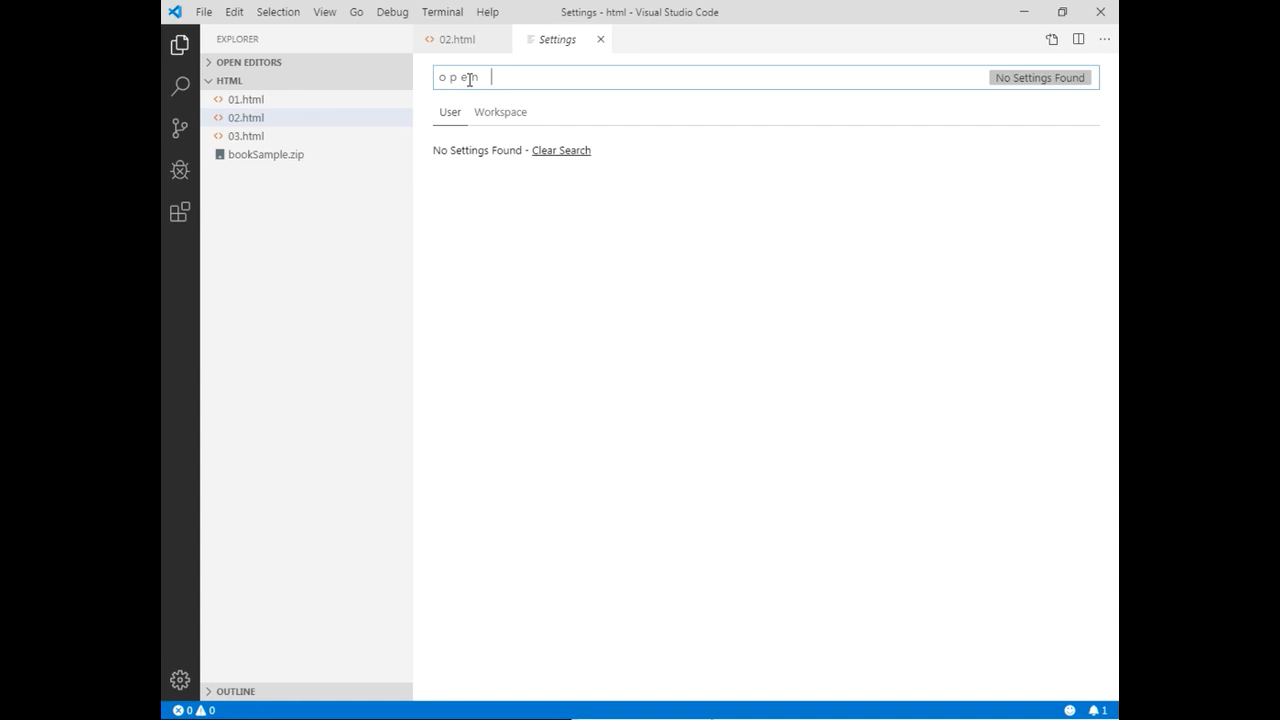 File Edit Selection View Go Debug Terminal Help Settings - html - Visual Studio Code
EXPLORER
02.html Settings
OPEN EDITORS
HTML
01.html
02.html
03.html
bookSample.zip
OUTLINE
ｏｐｅｎ
No Settings Found
User Workspace
No Settings Found - Clear Search
0 0
1